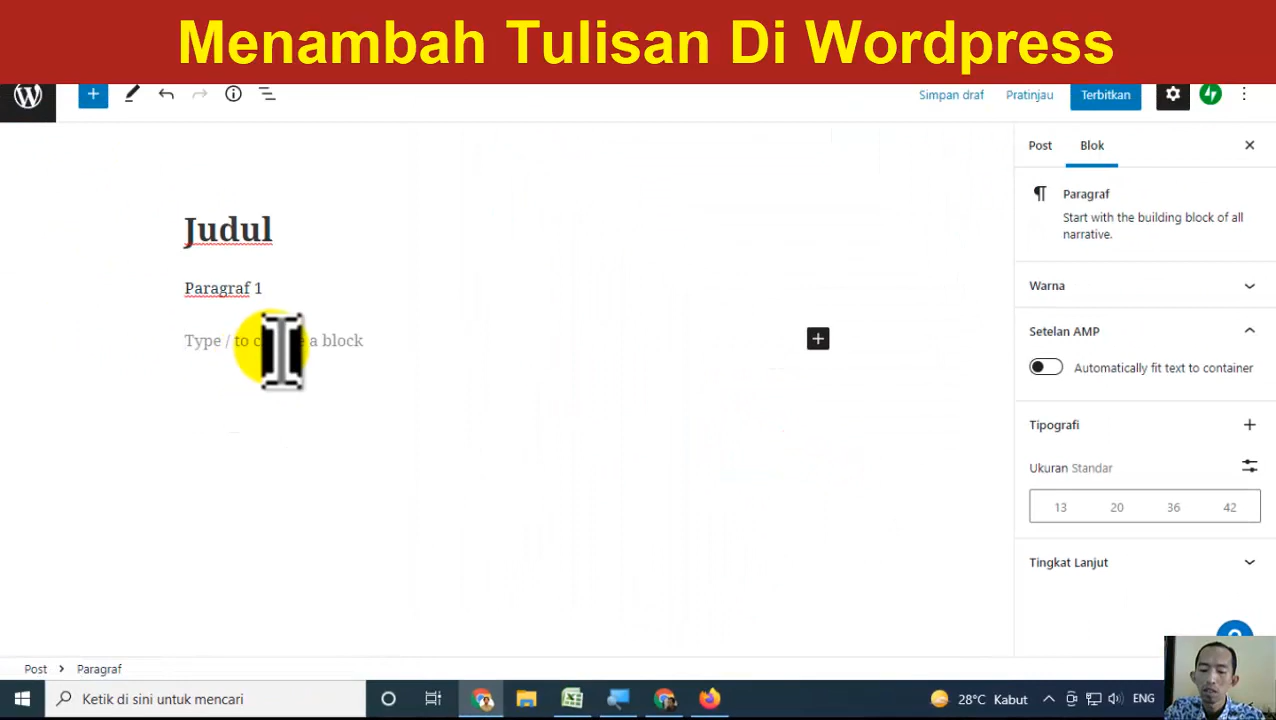 Menambah Tulisan Di Wordpress
Simpan draf
Pratinjau
Terbitkan
Post
Blok
Judul
Paragraf 1
Type / to a block
Paragraf
Start with the building block of all
narrative.
Warna
Setelan AMP
Automatically fit text to container
Tipografi
Ukuran Standar
13 20 36 42
Tingkat Lanjut
Post
Paragraf
Ketik di sini untuk mencari
28°C Kabut
ENG